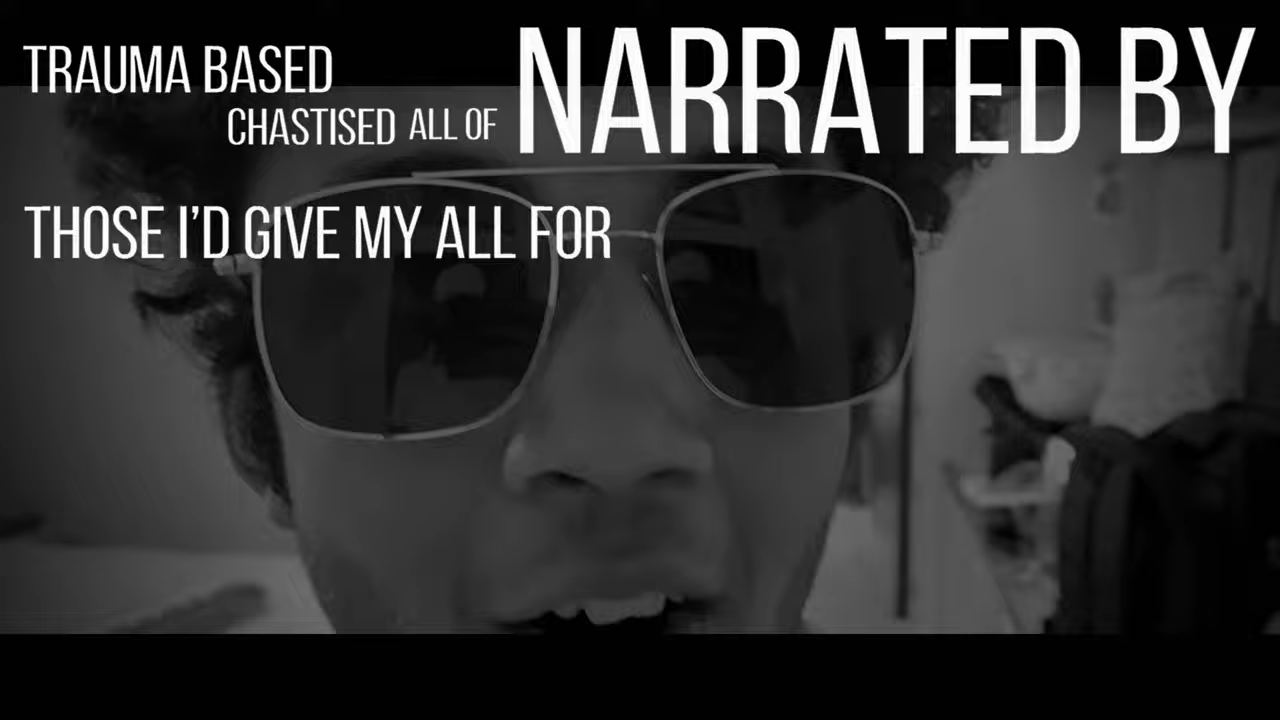 TRAUMA BASED
CHASTISED ALL OF NARRATED BY
THOSE I'D GIVE MY ALL FOR